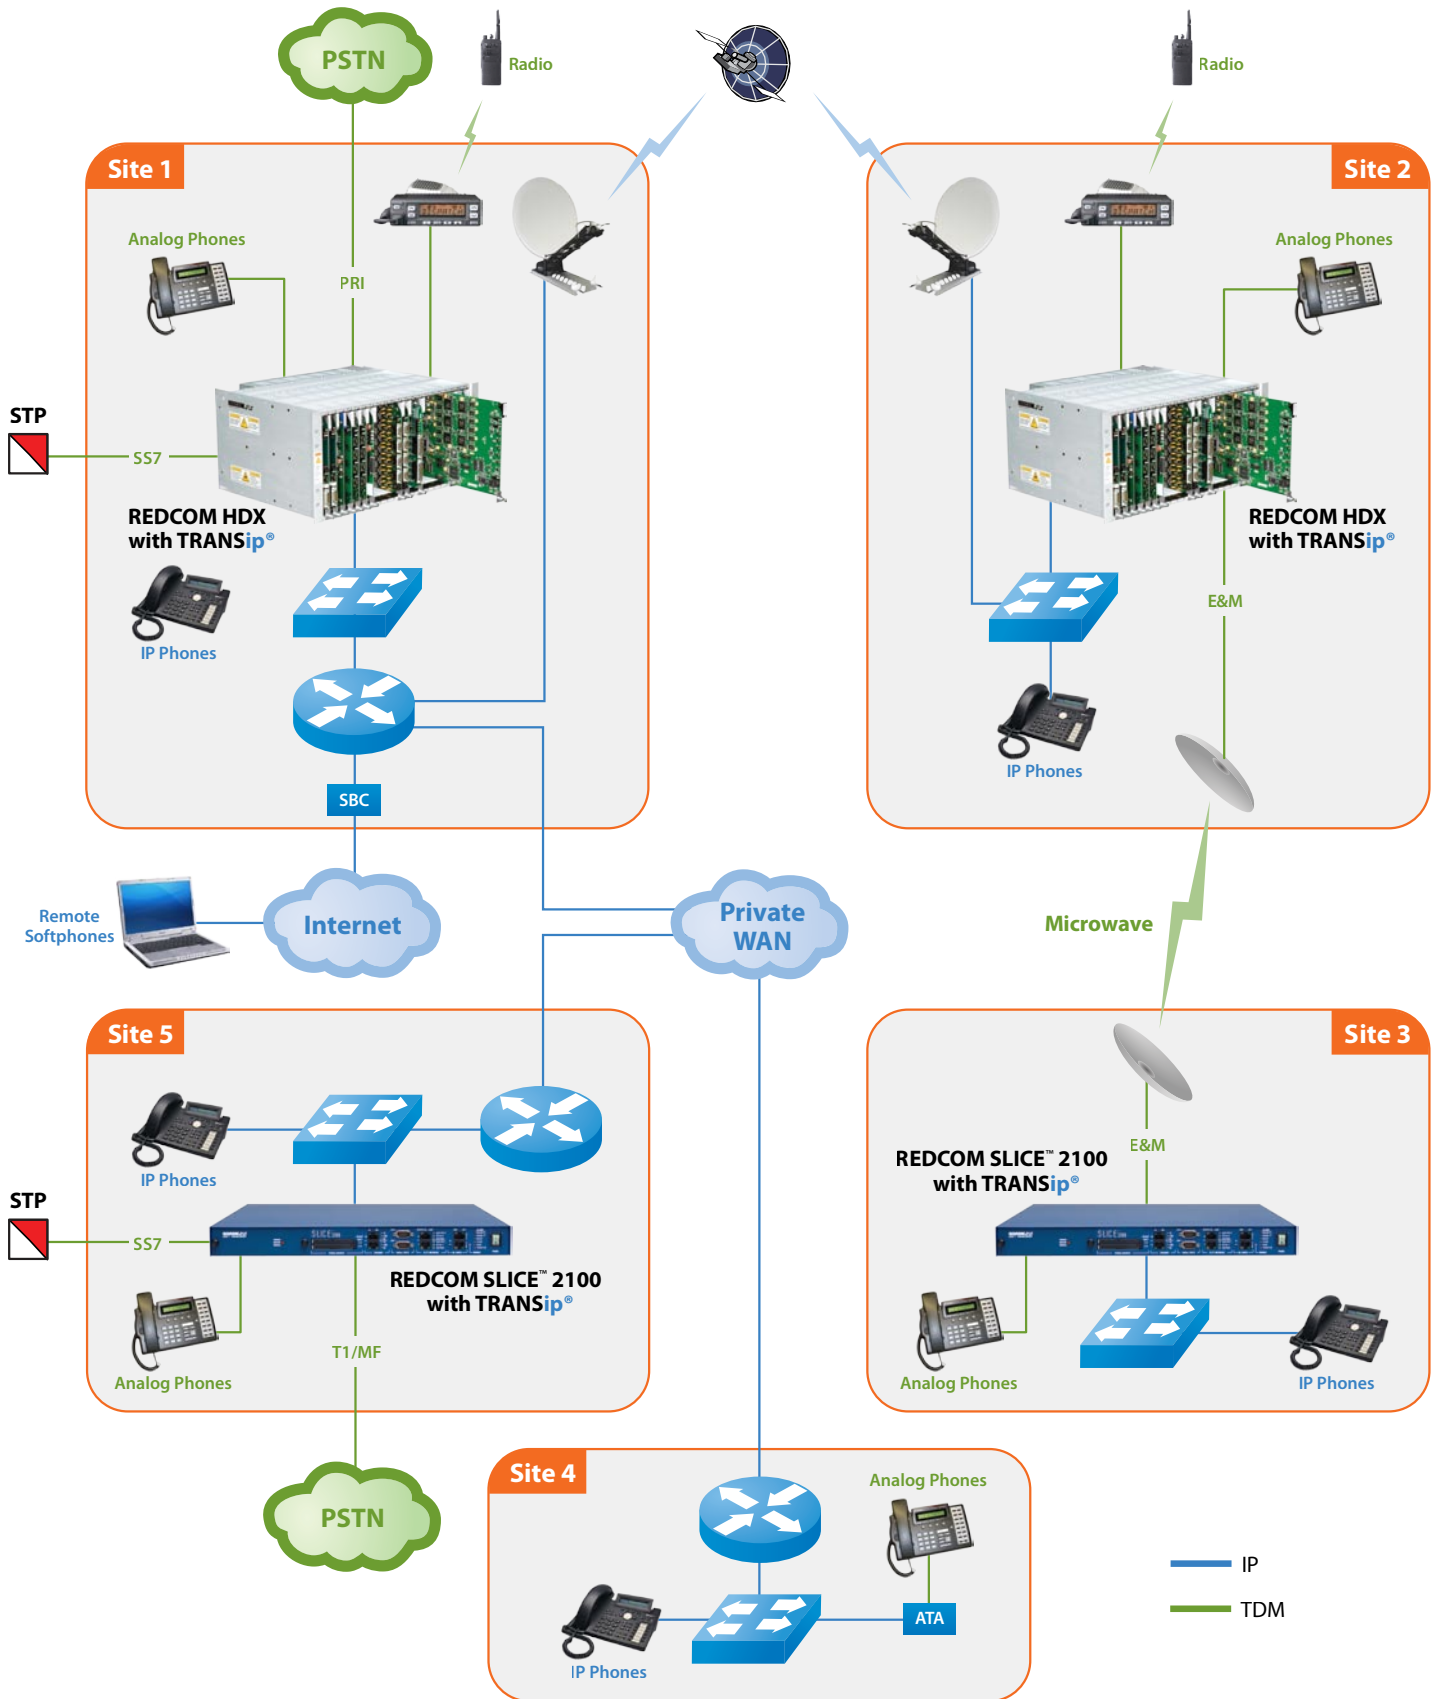 PSTN
Radio
Radio
Site 1
Site 2
Analog Phones
Analog Phones
PRI
STP
SS7
REDCOM HDX
with TRANSip®
REDCOM HDX
with TRANSip®
E&M
IP Phones
IP Phones
SBC
Remote
Softphones
Internet
Private
WAN
Microwave
Site 5
Site 3
E&M
REDCOM SLICE™ 2100
with TRANSip®
IP Phones
STP
SS7
SLICE
SLICE
REDCOM SLICE™ 2100
with TRANSip®
T1/MF
Analog Phones
Analog Phones
IP Phones
Site 4
Analog Phones
PSTN
ATA
IP Phones
IP
TDM